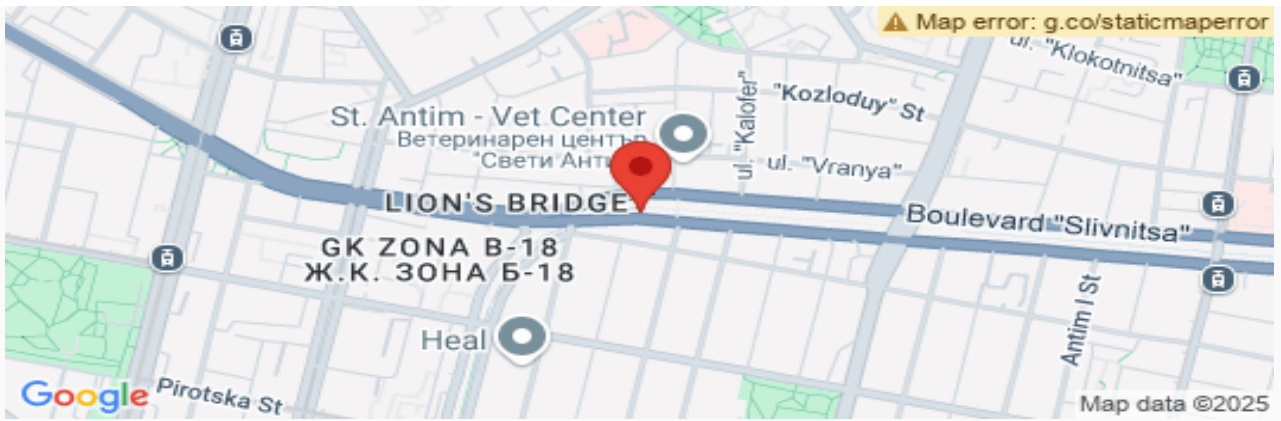 Map error: g.co/staticmaperror
ul. "Klokotnitsa"
"Kozloduy" St
ul. "Kalofer"
St. Antim - Vet Center
Ветеринарен център
"Свети Анти
ul. "Vranya"
LION'S BRIDGE
Boulevard "Slivnitsa"
GK ZONA B-18
Ж.К. ЗОНА Б-18
Antim I St
Heal
Pirotska St
Google
Map data ©2025